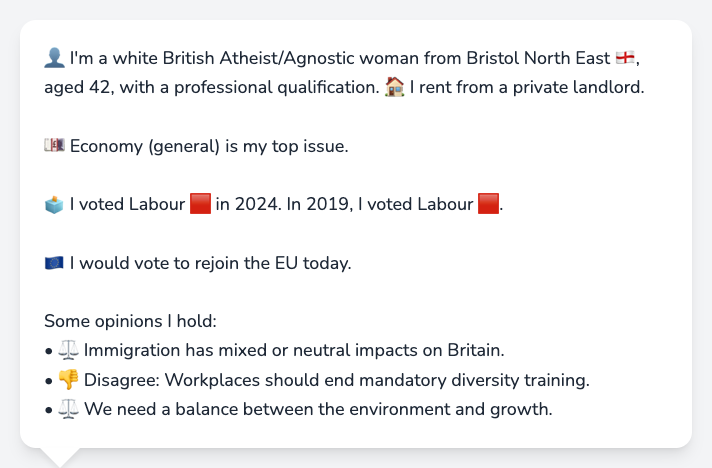 👤 I'm a white British Atheist/Agnostic woman from Bristol North East 🏴󠁧󠁢󠁥󠁮󠁧󠁿,
aged 42, with a professional qualification. 🏠 I rent from a private landlord.
💷 Economy (general) is my top issue.
🗳️ I voted Labour 🟥 in 2024. In 2019, I voted Labour 🟥.
🇪🇺 I would vote to rejoin the EU today.
Some opinions I hold:
• ⚖️ Immigration has mixed or neutral impacts on Britain.
• 👎 Disagree: Workplaces should end mandatory diversity training.
• ⚖️ We need a balance between the environment and growth.